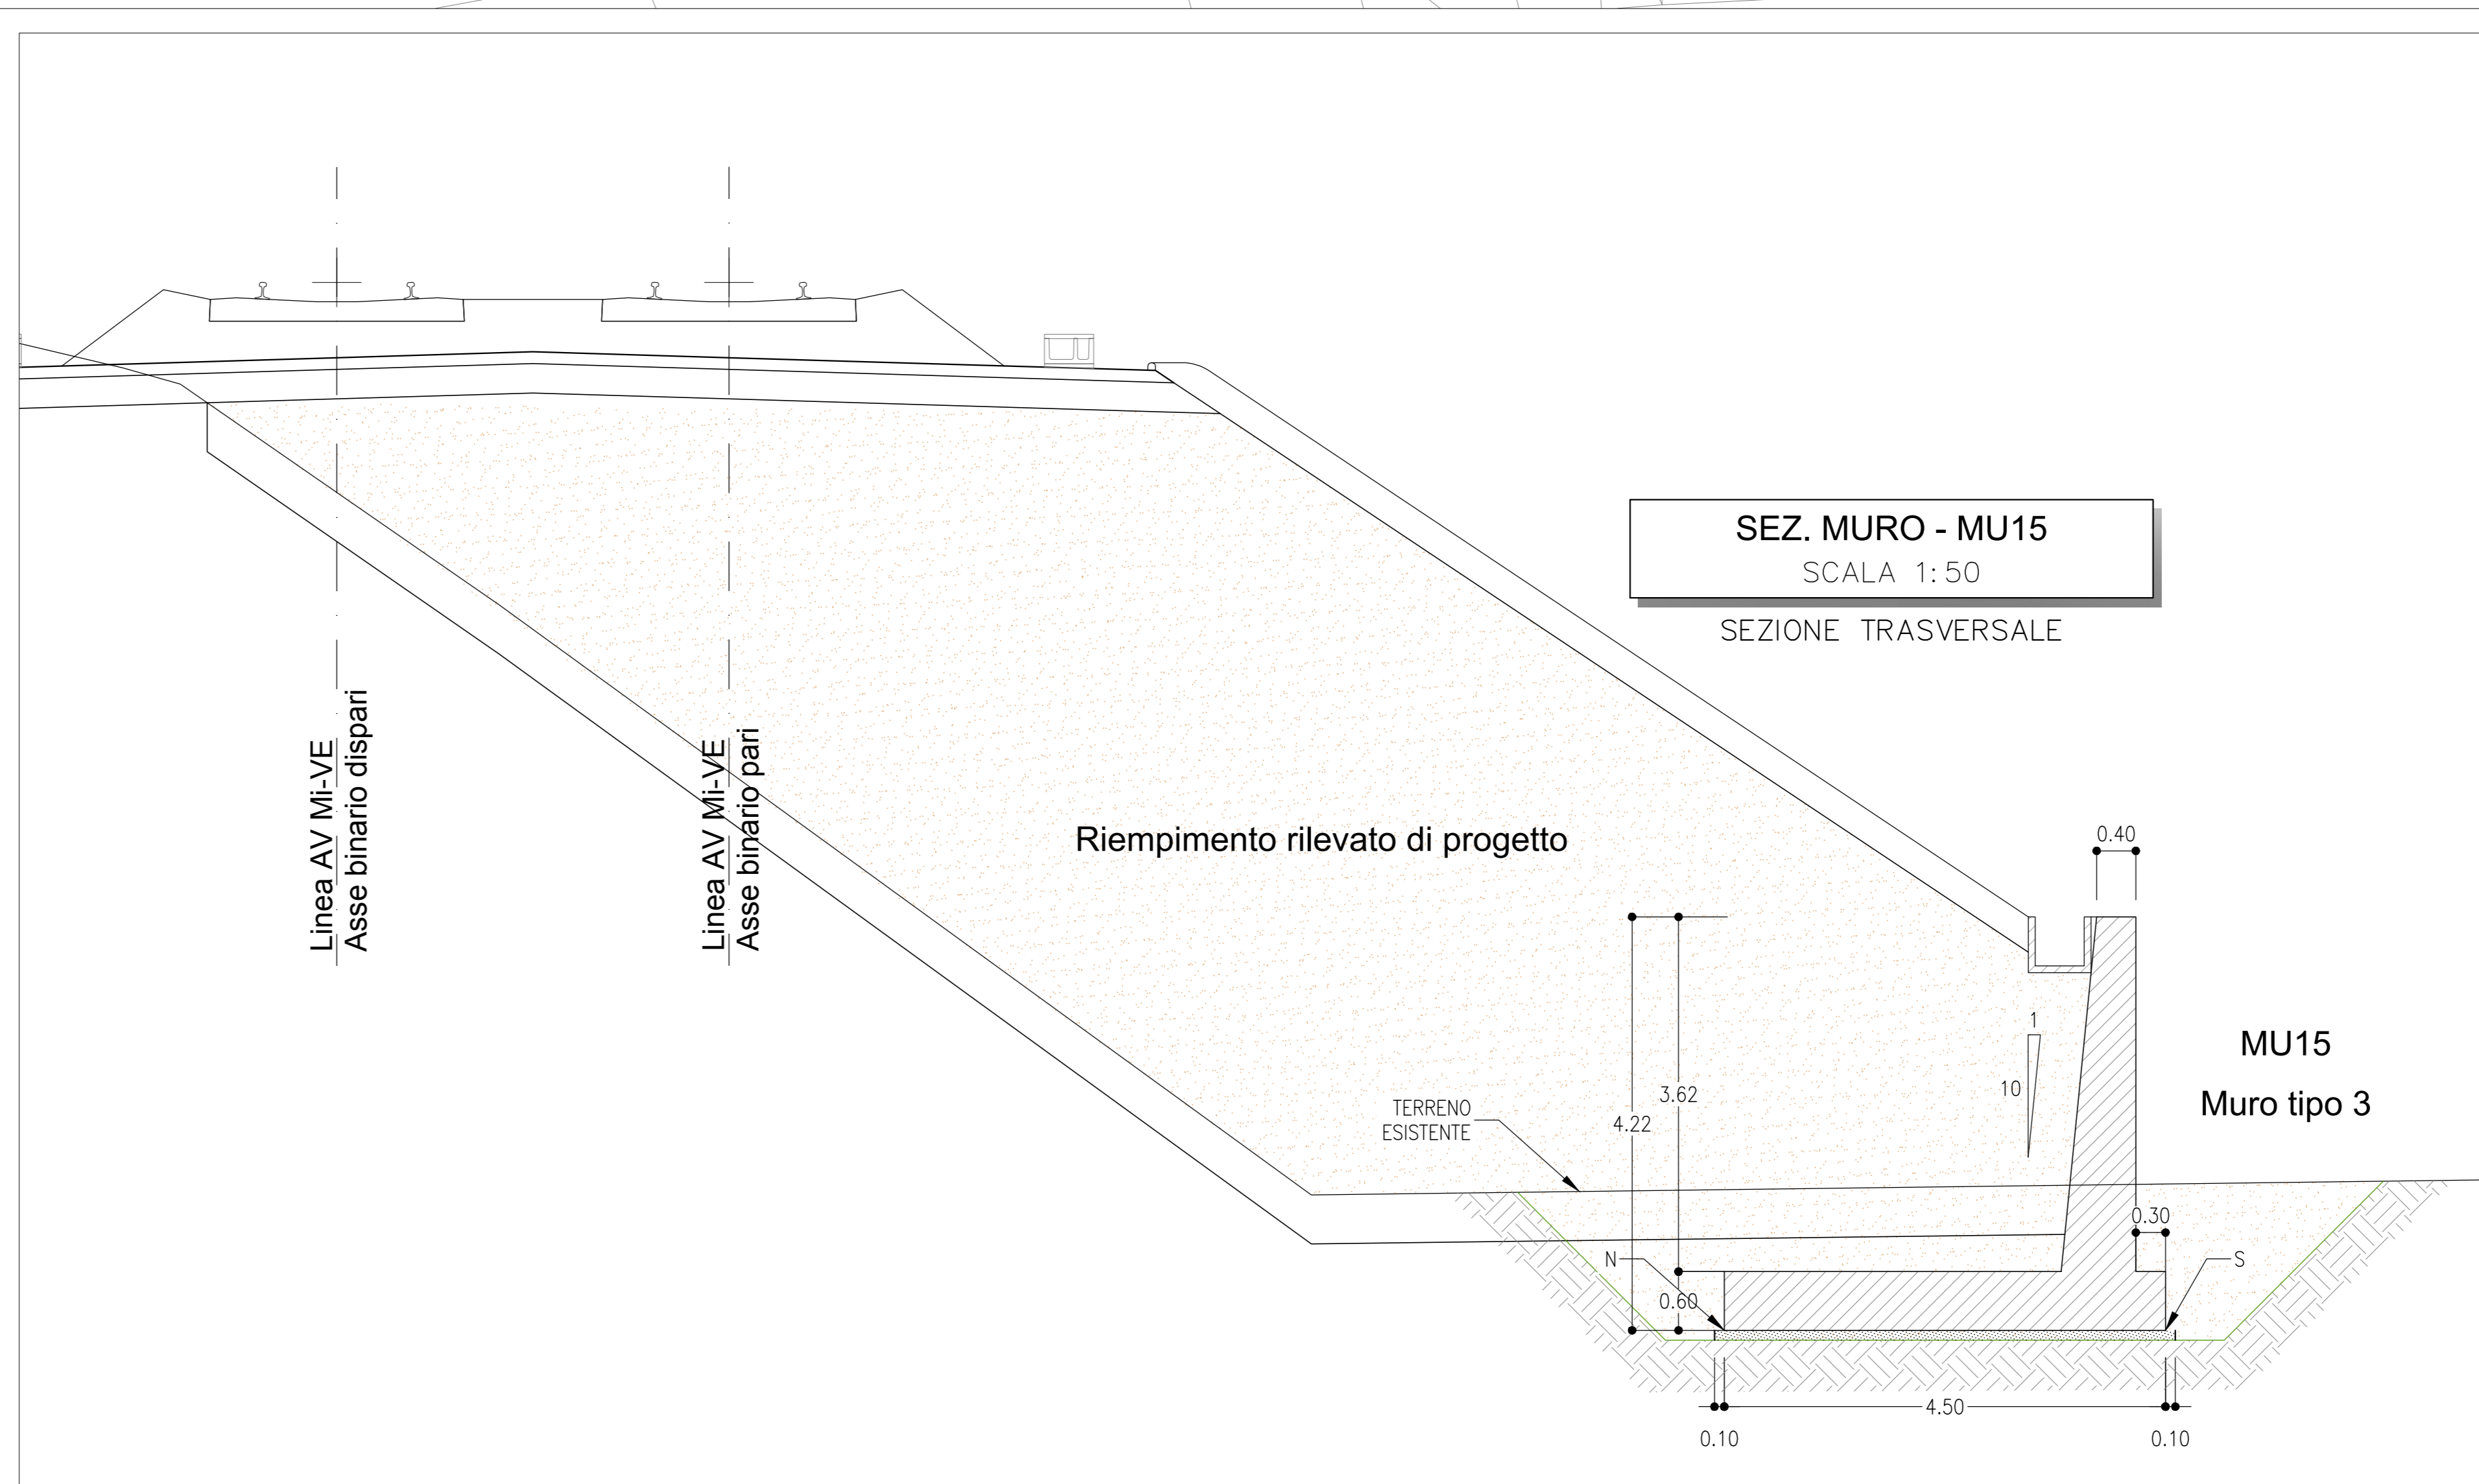 SEZ. MURO - MU15
SCALA 1:50
SEZIONE TRASVERSALE
Linea AV Mi-VE
Asse binario dispari
Linea AV Mi-VE
Asse binario pari
Riempimento rilevato di progetto
0.40
1
10
MU15
Muro tipo 3
3.62
4.22
TERRENO
ESISTENTE
0.30
N
S
0.60
4.50
0.10
0.10